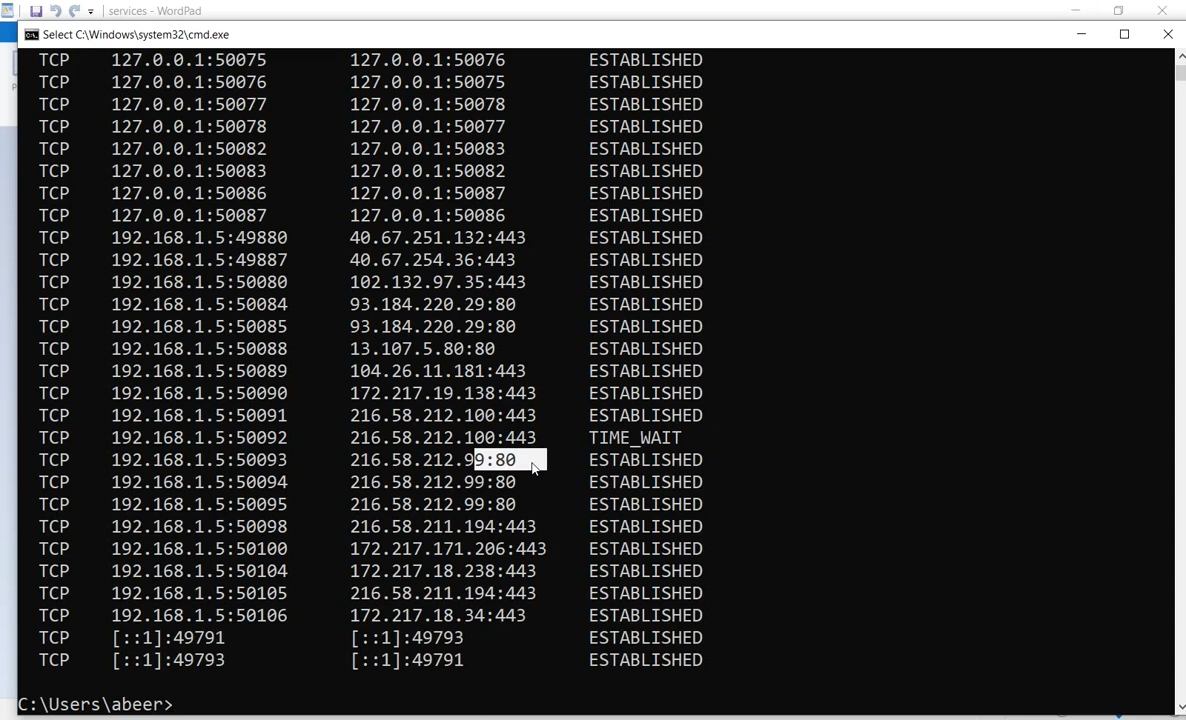 services - WordPad
Select C:\Windows\system32\cmd.exe
TCP 127.0.0.1:50075 127.0.0.1:50076 ESTABLISHED
TCP 127.0.0.1:50076 127.0.0.1:50075 ESTABLISHED
TCP 127.0.0.1:50077 127.0.0.1:50078 ESTABLISHED
TCP 127.0.0.1:50078 127.0.0.1:50077 ESTABLISHED
TCP 127.0.0.1:50082 127.0.0.1:50083 ESTABLISHED
TCP 127.0.0.1:50083 127.0.0.1:50082 ESTABLISHED
TCP 127.0.0.1:50086 127.0.0.1:50087 ESTABLISHED
TCP 127.0.0.1:50087 127.0.0.1:50086 ESTABLISHED
TCP 192.168.1.5:49880 40.67.251.132:443 ESTABLISHED
TCP 192.168.1.5:49887 40.67.254.36:443 ESTABLISHED
TCP 192.168.1.5:50080 102.132.97.35:443 ESTABLISHED
TCP 192.168.1.5:50084 93.184.220.29:80 ESTABLISHED
TCP 192.168.1.5:50085 93.184.220.29:80 ESTABLISHED
TCP 192.168.1.5:50088 13.107.5.80:80 ESTABLISHED
TCP 192.168.1.5:50089 104.26.11.181:443 ESTABLISHED
TCP 192.168.1.5:50090 172.217.19.138:443 ESTABLISHED
TCP 192.168.1.5:50091 216.58.212.100:443 ESTABLISHED
TCP 192.168.1.5:50092 216.58.212.100:443 TIME_WAIT
TCP 192.168.1.5:50093 216.58.212.99:80 ESTABLISHED
TCP 192.168.1.5:50094 216.58.212.99:80 ESTABLISHED
TCP 192.168.1.5:50095 216.58.212.99:80 ESTABLISHED
TCP 192.168.1.5:50098 216.58.211.194:443 ESTABLISHED
TCP 192.168.1.5:50100 172.217.171.206:443 ESTABLISHED
TCP 192.168.1.5:50104 172.217.18.238:443 ESTABLISHED
TCP 192.168.1.5:50105 216.58.211.194:443 ESTABLISHED
TCP 192.168.1.5:50106 172.217.18.34:443 ESTABLISHED
TCP [::1]:49791 [::1]:49793 ESTABLISHED
TCP [::1]:49793 [::1]:49791 ESTABLISHED
C:\Users\abeer>